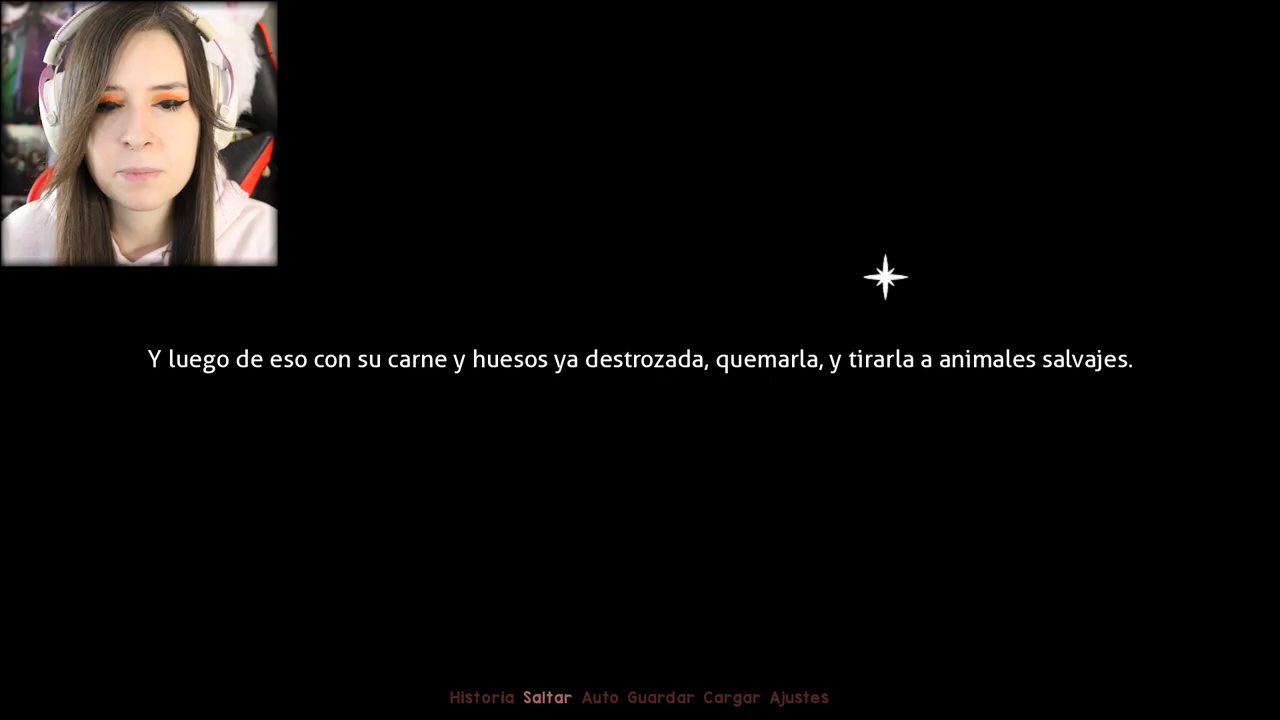 Y luego de eso con su carne y huesos ya destrozada, quemarla, y tirarla a animales salvajes.
Historia Saltar Auto Guardar Cargar Ajustes